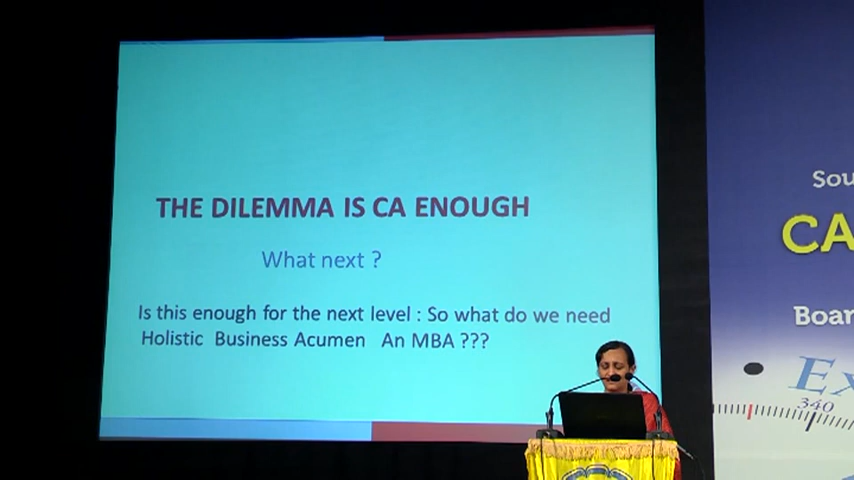 THE DILEMMA IS CA ENOUGH
What next ?
Is this enough for the next level : So what do we need
Holistic Business Acumen An MBA ???
Sou
CA
Boar
Ex
340